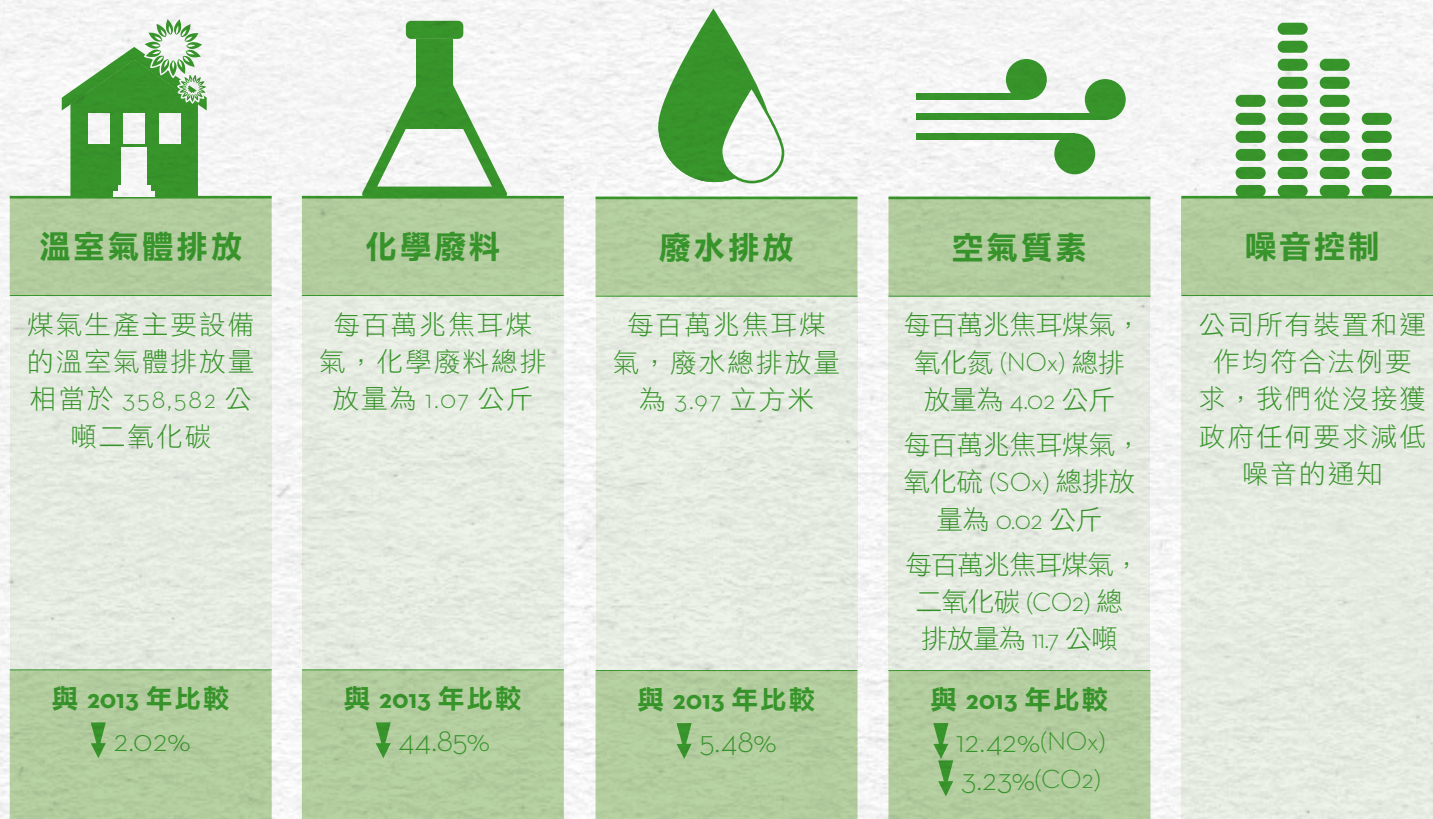 溫室氣體排放
煤氣生產主要設備
的溫室氣體排放量
相當於 358,582 公
噸二氧化碳
與 2013 年比較
2.02%
化學廢料
每百萬兆焦耳煤
氣，化學廢料總排
放量為 1.07 公斤
與 2013 年比較
44.85%
廢水排放
每百萬兆焦耳煤
氣，廢水總排放量
為 3.97 立方米
與 2013 年比較
5.48%
空氣質素
每百萬兆焦耳煤氣，
氧化氮 (NOx) 總排
放量為 4.02 公斤
每百萬兆焦耳煤氣，
氧化硫 (SOx) 總排放
量為 0.02 公斤
每百萬兆焦耳煤氣，
二氧化碳 (CO2) 總
排放量為 11.7 公噸
與 2013 年比較
12.42%(NOx)
3.23%(CO2)
噪音控制
公司所有裝置和運
作均符合法例要
求，我們從沒接獲
政府任何要求減低
噪音的通知